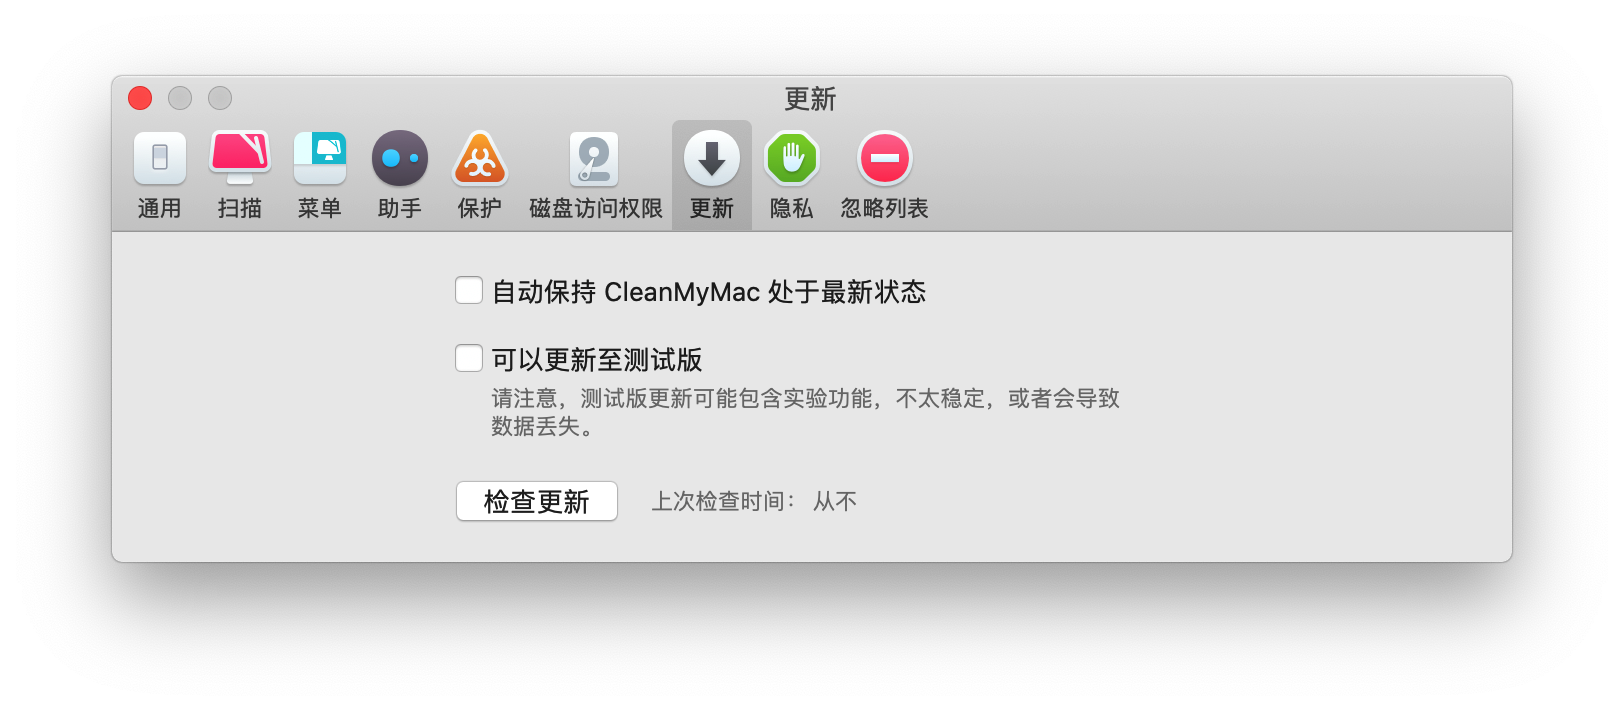 更新
通用 扫描 菜单 助手 保护 磁盘访问权限 更新 隐私 忽略列表
自动保持 CleanMyMac 处于最新状态
可以更新至测试版
请注意，测试版更新可能包含实验功能，不太稳定，或者会导致
数据丢失。
检查更新 上次检查时间： 从不